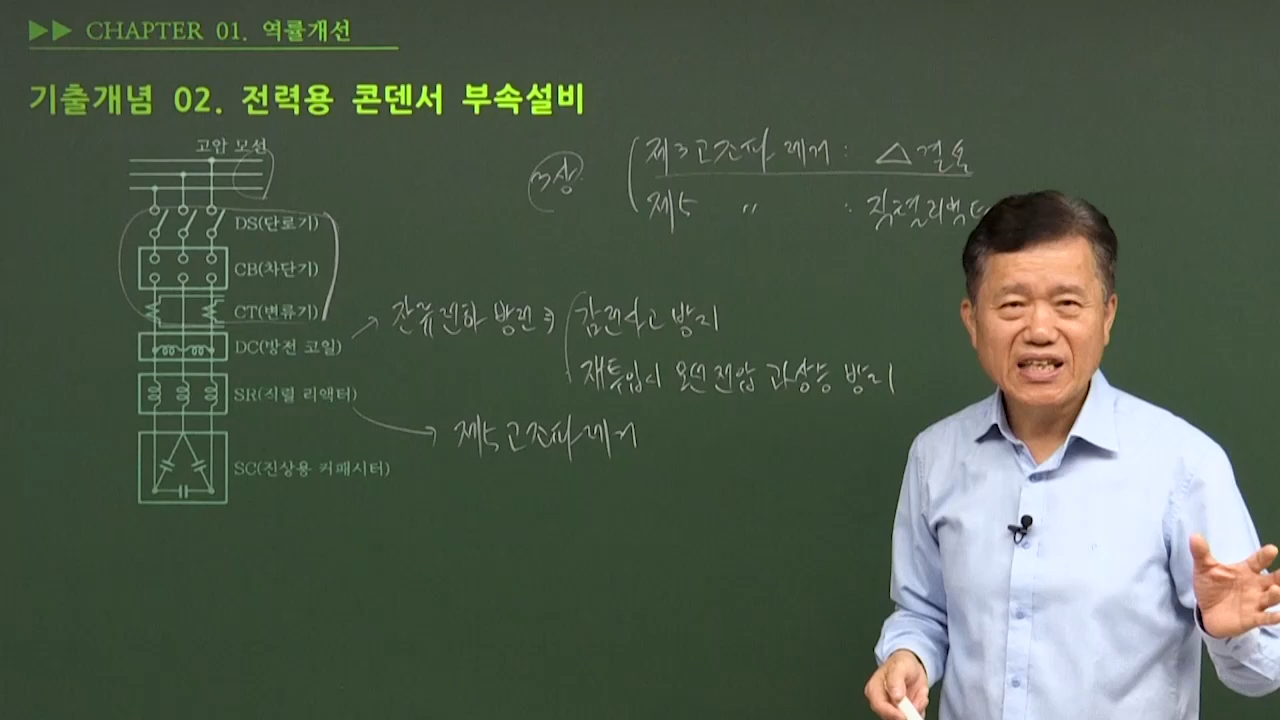 ▶▶ CHAPTER 01. 역률개선
기출개념 02. 전력용 콘덴서 부속설비
고압 모선
DS(단로기)
CB(차단기)
CT(변류기)
DC(방전 코일)
SR(직렬 리액터)
SC(진상용 커패시터)
3상
제3고조파 제거 : △결선
제5 〃 : 직렬리액터
잔류전하 방전 ⇒
감전사고 방지
재투입시 모선 전압 과상승 방지
제5고조파 제거